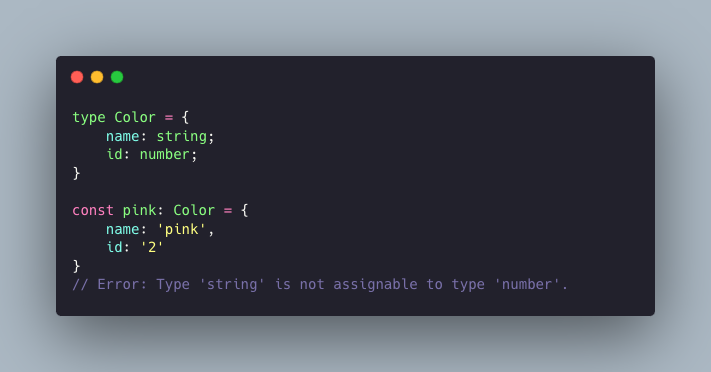 type Color = {
    name: string;
    id: number;
}

const pink: Color = {
    name: 'pink',
    id: '2'
}
// Error: Type 'string' is not assignable to type 'number'.